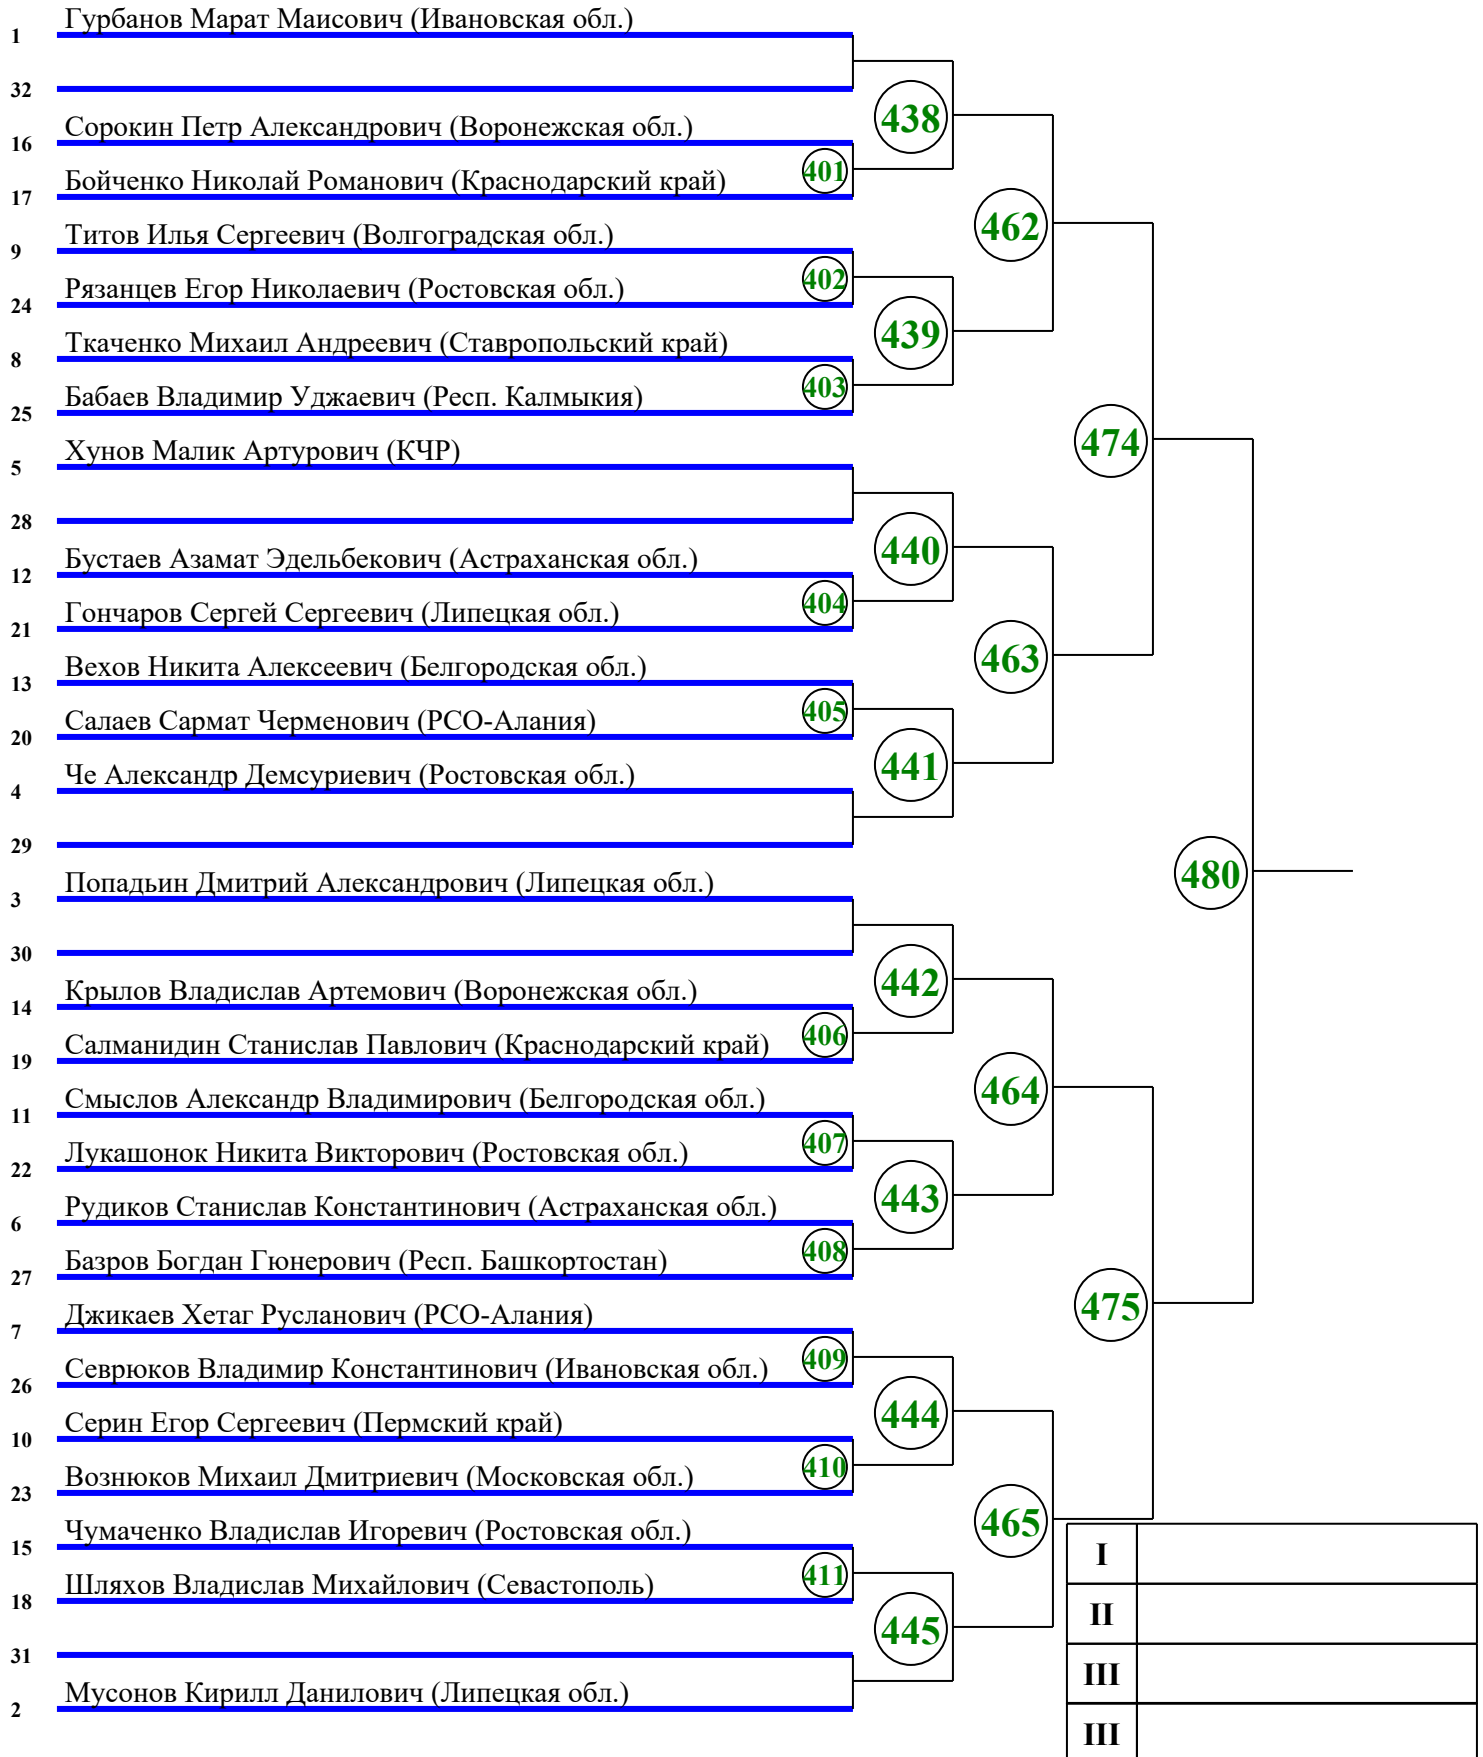 Гурбанов Марат Маисович (Ивановская обл.)
1
32
438
Сорокин Петр Александрович (Воронежская обл.)
16
401
Бойченко Николай Романович (Краснодарский край)
17
462
Титов Илья Сергеевич (Волгоградская обл.)
9
402
Рязанцев Егор Николаевич (Ростовская обл.)
24
439
Ткаченко Михаил Андреевич (Ставропольский край)
8
403
Бабаев Владимир Уджаевич (Респ. Калмыкия)
25
474
Хунов Малик Артурович (КЧР)
5
28
440
Бустаев Азамат Эдельбекович (Астраханская обл.)
12
404
Гончаров Сергей Сергеевич (Липецкая обл.)
21
463
Вехов Никита Алексеевич (Белгородская обл.)
13
405
Салаев Сармат Черменович (РСО-Алания)
20
441
Че Александр Демсуриевич (Ростовская обл.)
4
29
480
Попадьин Дмитрий Александрович (Липецкая обл.)
3
30
442
Крылов Владислав Артемович (Воронежская обл.)
14
406
Салманидин Станислав Павлович (Краснодарский край)
19
464
Смыслов Александр Владимирович (Белгородская обл.)
11
407
Лукашонок Никита Викторович (Ростовская обл.)
22
443
Рудиков Станислав Константинович (Астраханская обл.)
6
408
Базров Богдан Гюнерович (Респ. Башкортостан)
27
475
Джикаев Хетаг Русланович (РСО-Алания)
7
409
Севрюков Владимир Константинович (Ивановская обл.)
26
444
Серин Егор Сергеевич (Пермский край)
10
410
Вознюков Михаил Дмитриевич (Московская обл.)
23
465
Чумаченко Владислав Игоревич (Ростовская обл.)
15
I
411
Шляхов Владислав Михайлович (Севастополь)
18
II
445
31
III
Мусонов Кирилл Данилович (Липецкая обл.)
2
III